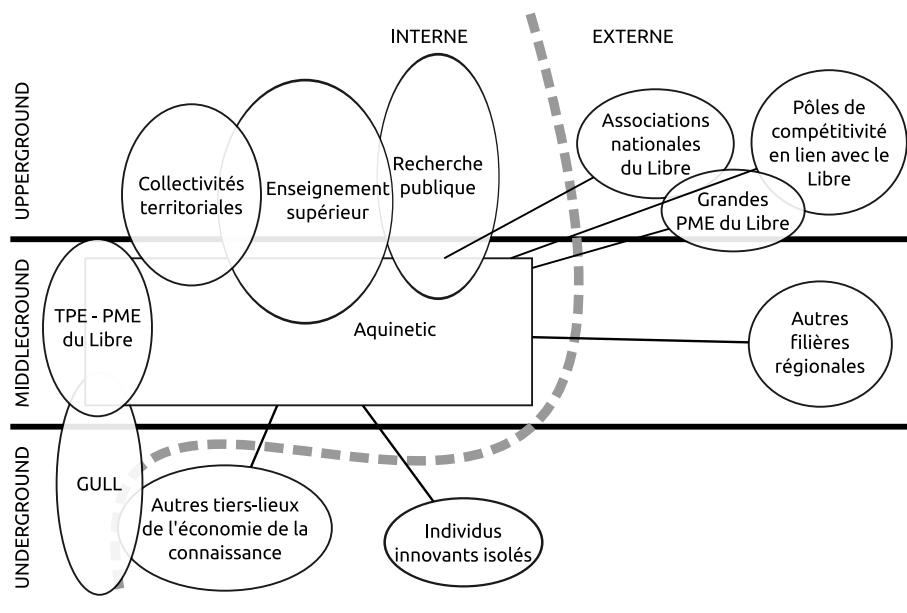 INTERNE
EXTERNE
UPPERGROUND
Collectivités
territoriales
Enseignement
supérieur
Recherche
publique
Associations
nationales
du Libre
Pôles de
compétitivité
en lien avec le
Libre
Grandes
PME du Libre
MIDDLEGROUND
TPE - PME
du Libre
Aquinetic
Autres
filières
régionales
UNDERGROUND
GULL
Autres tiers-lieux
de l'économie de la
connaissance
Individus
innovants isolés